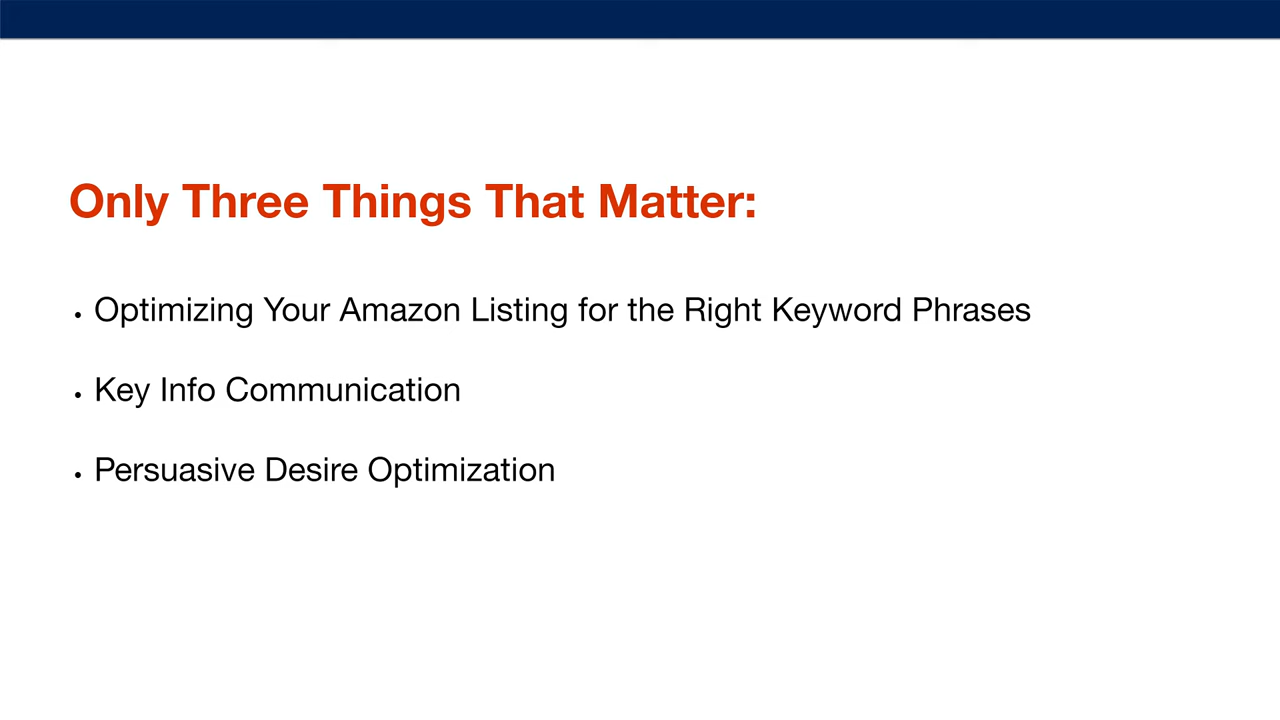 Only Three Things That Matter:
• Optimizing Your Amazon Listing for the Right Keyword Phrases
• Key Info Communication
• Persuasive Desire Optimization